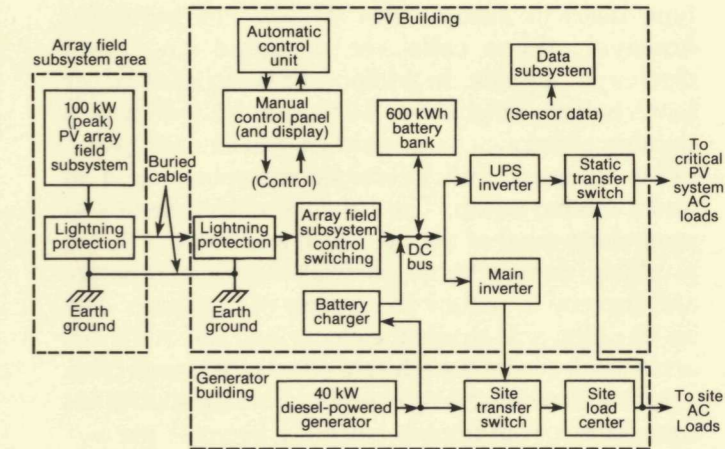 PV Building
Array field
subsystem area
Automatic
control
unit
Data
subsystem
100 kW
(peak)
PV array
field
subsystem
Manual
control panel
(and display)
600 kWh
battery
bank
(Sensor data)
To
critical
PV
system
AC
loads
Buried
cable
(Control)
UPS
inverter
Static
transfer
switch
Lightning
protection
Lightning
protection
Array field
subsystem
control
switching
DC
bus
Main
inverter
Earth
ground
Earth
ground
Battery
charger
Generator
building
40 kW
diesel-powered
generator
Site
transfer
switch
Site
load
center
To site
AC
Loads